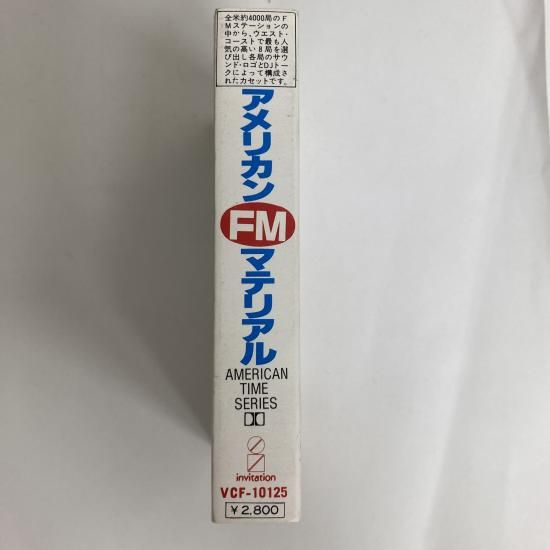 全米約4000局のF
Mステーションの
中から、ウエスト・
コーストで最も人
気の高い8局を選
び出し各局のサウ
ンド・ロゴとDJトー
クによって構成され
たカセットです。
アメリカン
FM
マテリアル
AMERICAN
TIME
SERIES
invitation
VCF-10125
¥2,800